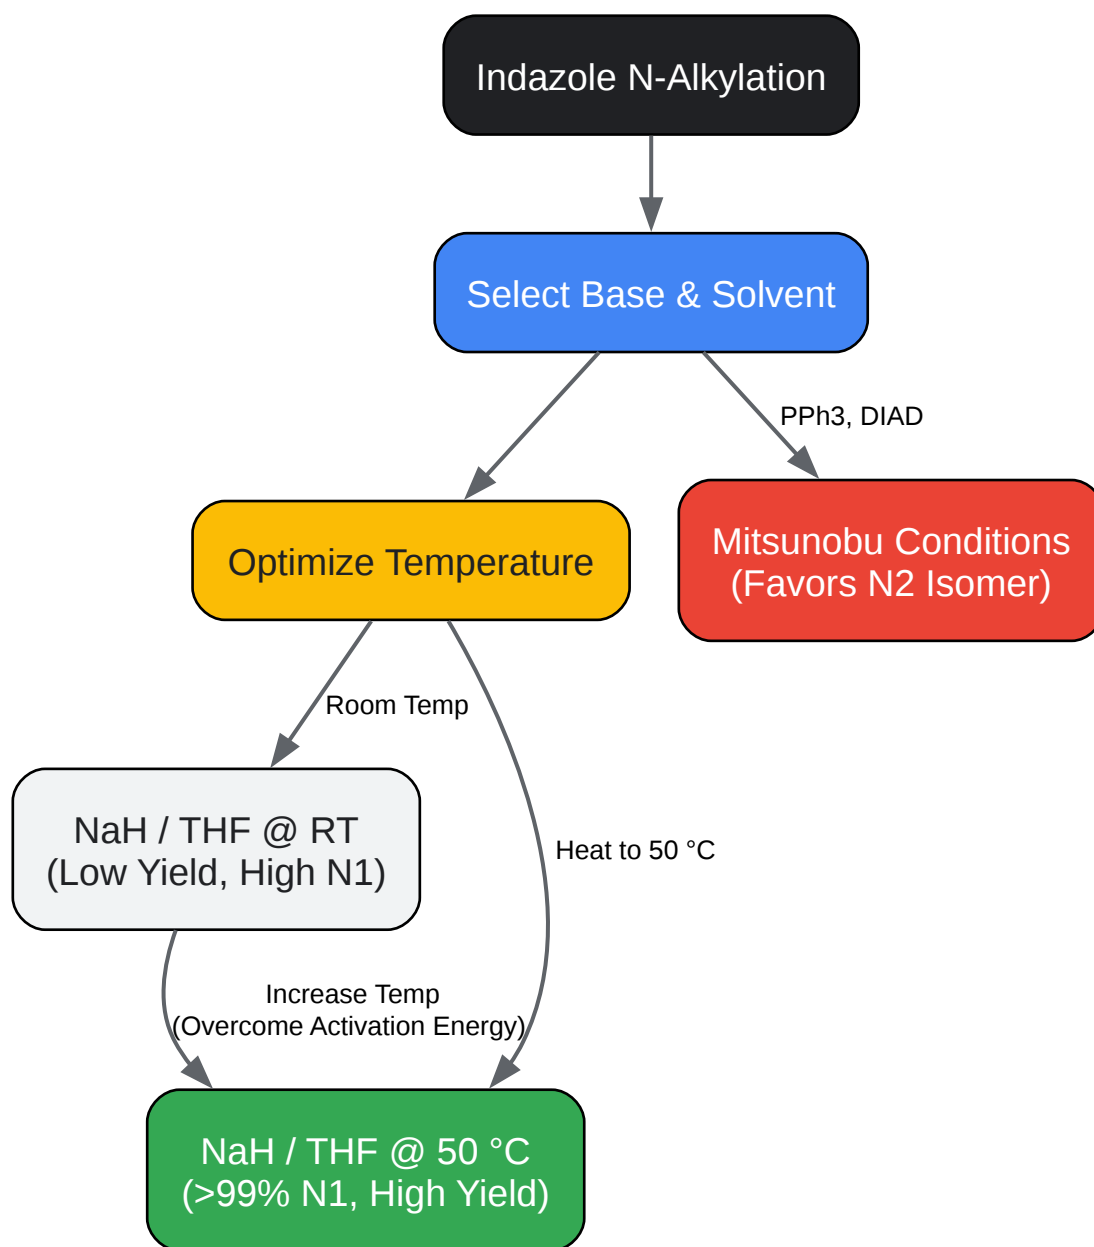 Indazole N-Alkylation
Select Base & Solvent
PPh3, DIAD
Optimize Temperature
Mitsunobu Conditions
(Favors N2 Isomer)
Room Temp
NaH / THF @ RT
(Low Yield, High N1)
Heat to 50 °C
Increase Temp
(Overcome Activation Energy)
NaH / THF @ 50 °C
(>99% N1, High Yield)